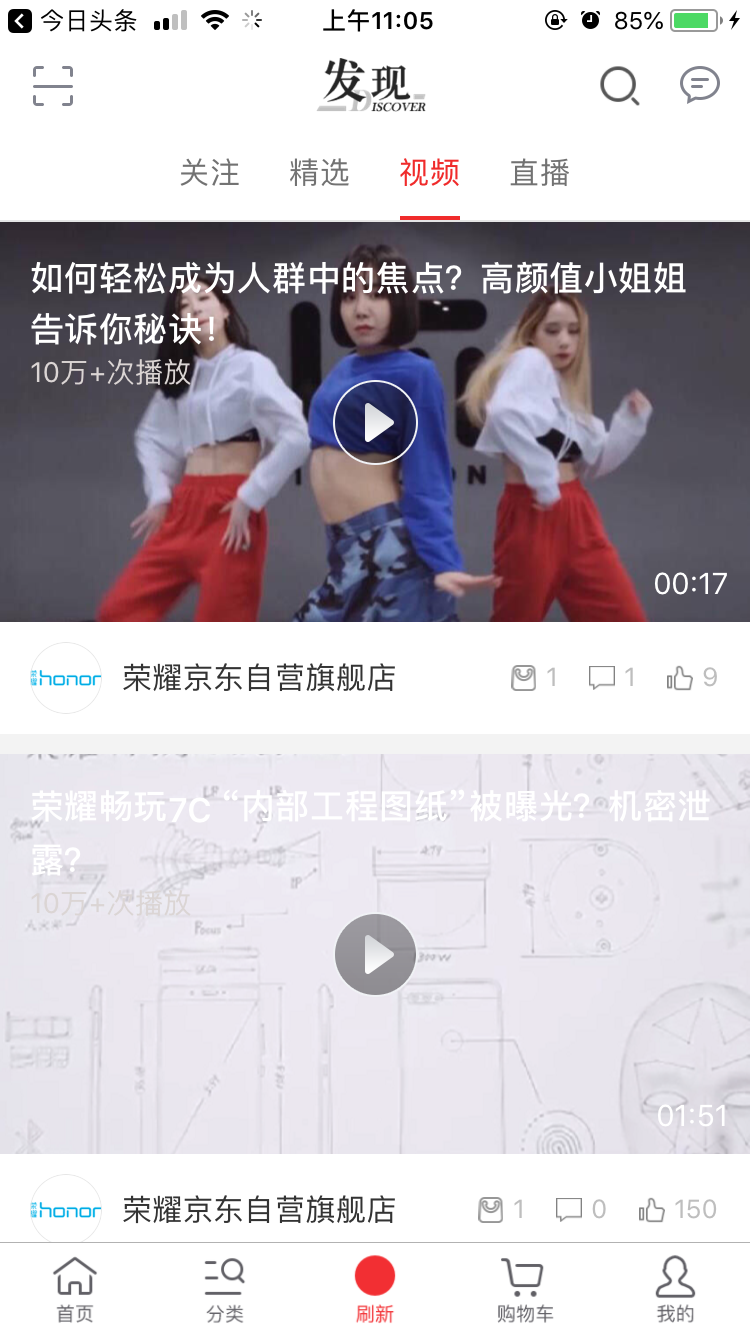 今日头条
上午11:05
85%
发现
DISCOVER
关注 精选 视频 直播
如何轻松成为人群中的焦点？高颜值小姐姐
告诉你秘诀！
10万+次播放
00:17
荣耀 honor
荣耀京东自营旗舰店
1 1 9
荣耀畅玩7C“内部工程图纸”被曝光？机密泄
露？
10万+次播放
Focus
01:51
荣耀 honor
荣耀京东自营旗舰店
1 0 150
首页 分类 刷新 购物车 我的